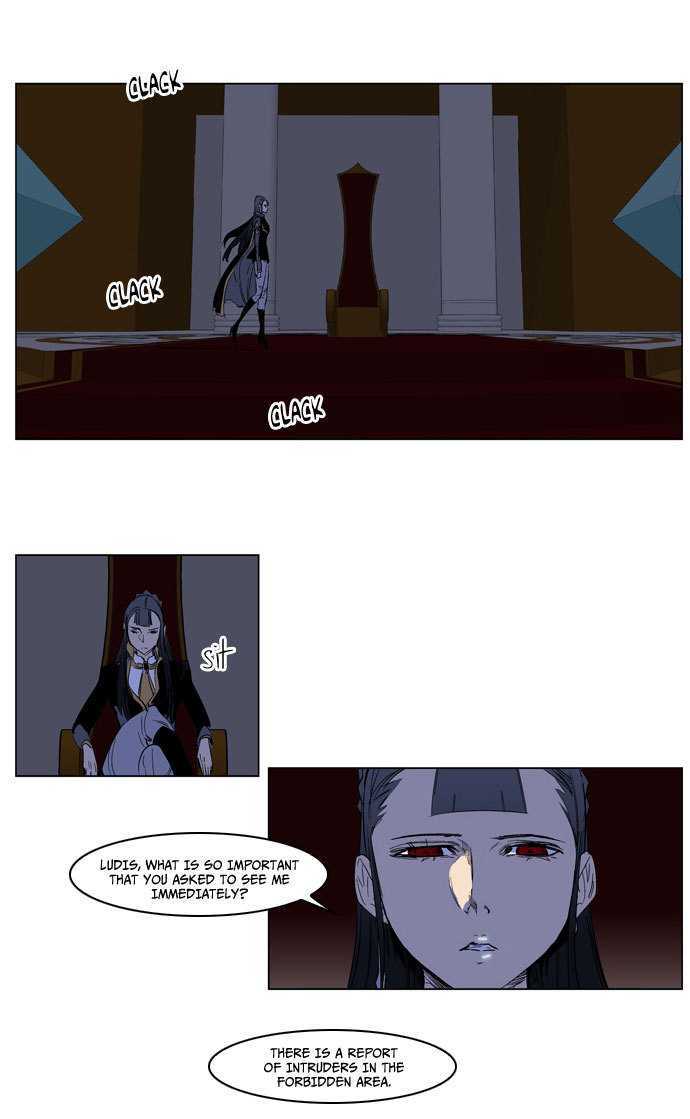 CLACK
CLACK
CLACK
SIT
LUDIS, WHAT IS SO IMPORTANT
THAT YOU ASKED TO SEE ME
IMMEDIATELY?
THERE IS A REPORT
OF INTRUDERS IN THE
FORBIDDEN AREA.